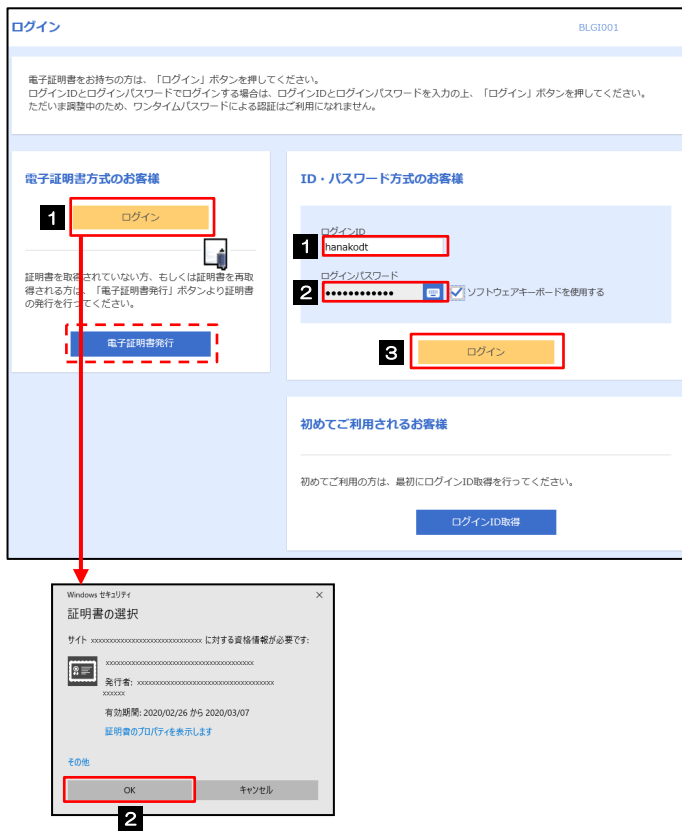 ログイン
BLGI001
電子証明書をお持ちの方は、「ログイン」ボタンを押してください。
ログインIDとログインパスワードでログインする場合は、ログインIDとログインパスワードを入力の上、「ログイン」ボタンを押してください。
ただいま調整中のため、ワンタイムパスワードによる認証はご利用になれません。
電子証明書方式のお客様
1
ログイン
証明書を取得されていない方、もしくは証明書を再取
得される方は、「電子証明書発行」ボタンより証明書
の発行を行ってください。
電子証明書発行
ID・パスワード方式のお客様
ログインID
1
hanakodt
ログインパスワード
2
●●●●●●●●●●●●
ソフトウェアキーボードを使用する
3
ログイン
初めてご利用されるお客様
初めてご利用の方は、最初にログインID取得を行ってください。
ログインID取得
Windows セキュリティ
×
証明書の選択
サイト xxxxxxxxxxxxxxxxxxxxxxxxxxxxx に対する資格情報が必要です:
xxxxxxxxxxxxxxxxxxxxxxxxxxxxxxxxxxxxxxx
発行者: xxxxxxxxxxxxxxxxxxxxxxxxxxxxxxxxxxxx
xxxxxx
有効期間: 2020/02/26 から 2020/03/07
証明書のプロパティを表示します
その他
OK
キャンセル
2